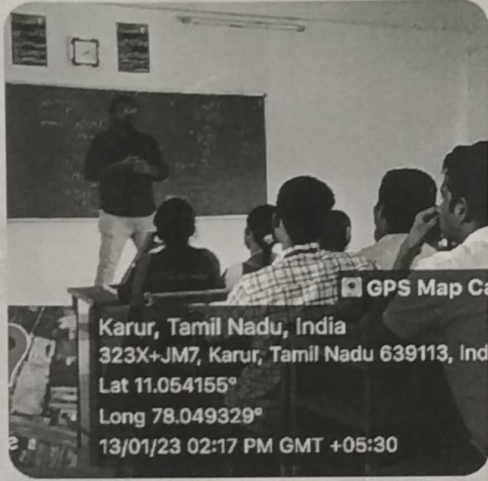 GPS Map Ca
Karur, Tamil Nadu, India
323X+JM7, Karur, Tamil Nadu 639113, Ind
Lat 11.054155°
Long 78.049329°
13/01/23 02:17 PM GMT +05:30